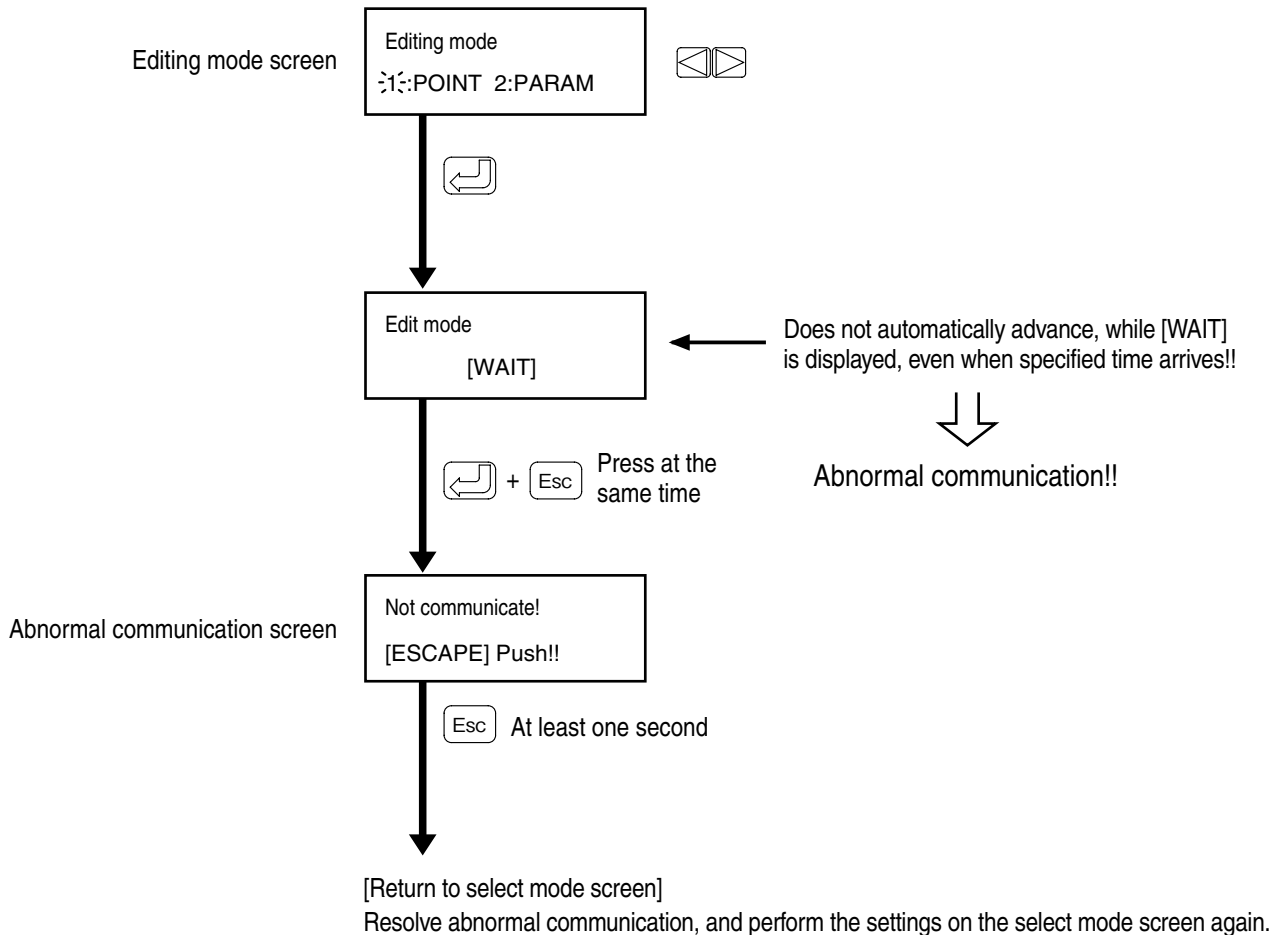 Editing mode screen
Editing mode
1:POINT 2:PARAM
Edit mode
[WAIT]
Does not automatically advance, while [WAIT]
is displayed, even when specified time arrives!!
Abnormal communication!!
+ Esc
Press at the
same time
Abnormal communication screen
Not communicate!
[ESCAPE] Push!!
Esc At least one second
[Return to select mode screen]
Resolve abnormal communication, and perform the settings on the select mode screen again.